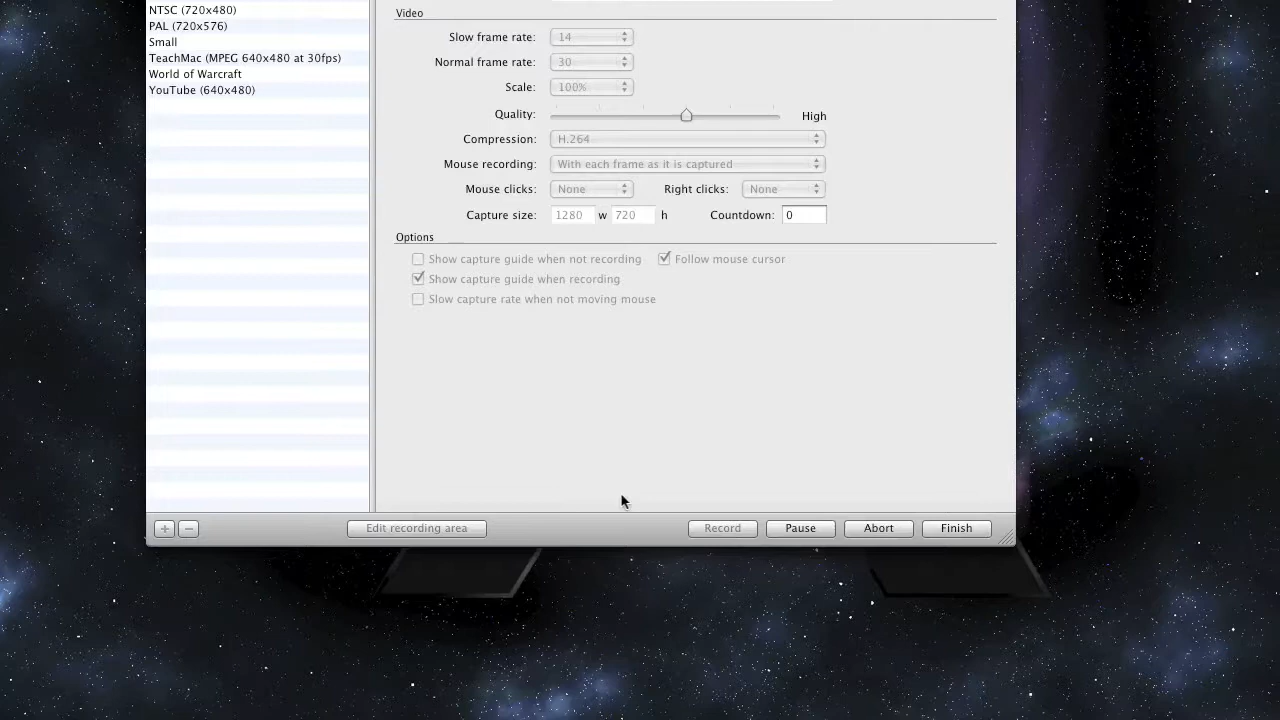 NTSC (720x480)
PAL (720x576)
Small
TeachMac (MPEG 640x480 at 30fps)
World of Warcraft
YouTube (640x480)
Video
Slow frame rate: 14
Normal frame rate: 30
Scale: 100%
Quality: High
Compression: H.264
Mouse recording: With each frame as it is captured
Mouse clicks: None Right clicks: None
Capture size: 1280 w 720 h Countdown: 0
Options
Show capture guide when not recording Follow mouse cursor
Show capture guide when recording
Slow capture rate when not moving mouse
+ − Edit recording area Record Pause Abort Finish